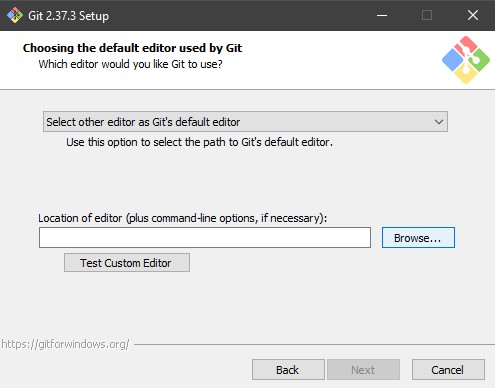 Git 2.37.3 Setup
Choosing the default editor used by Git
Which editor would you like Git to use?
Select other editor as Git's default editor
Use this option to select the path to Git's default editor.
Location of editor (plus command-line options, if necessary):
Browse...
Test Custom Editor
https://gitforwindows.org/
Back Next Cancel